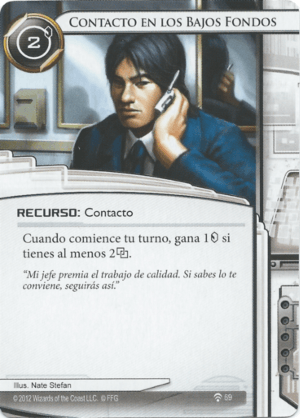 CONTACTO EN LOS BAJOS FONDOS
2
RECURSO: Contacto
Cuando comience tu turno, gana 1 si
tienes al menos 2.
“Mi jefe premia el trabajo de calidad. Si sabes lo te
conviene, seguirás así.”
Illus. Nate Stefan
©2012 Wizards of the Coast LLC. © FFG
89